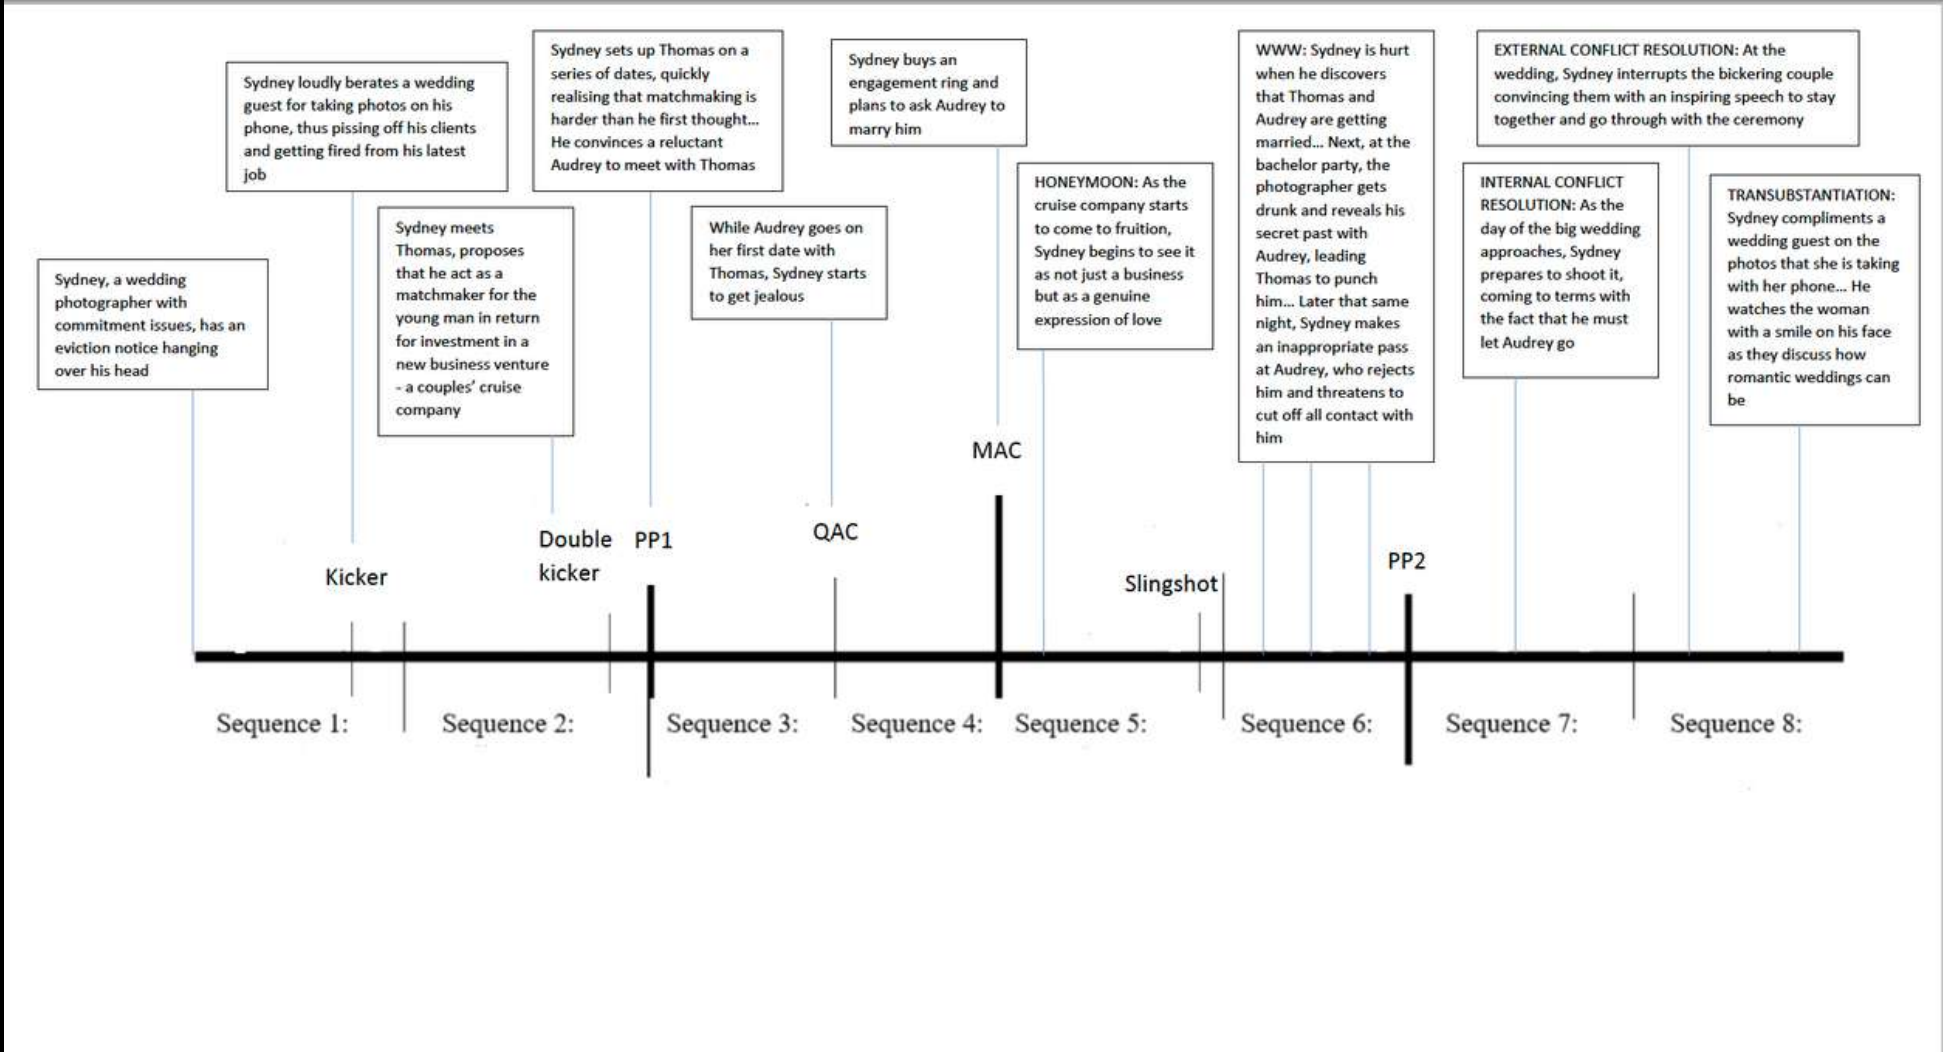 Sydney, a wedding
photographer with
commitment issues, has an
eviction notice hanging
over his head
Sydney loudly berates a wedding
guest for taking photos on his
phone, thus pissing off his clients
and getting fired from his latest
job
Sydney meets
Thomas, proposes
that he act as a
matchmaker for the
young man in return
for investment in a
new business venture
- a couples' cruise
company
Sydney sets up Thomas on a
series of dates, quickly
realising that matchmaking is
harder than he first thought...
He convinces a reluctant
Audrey to meet with Thomas
While Audrey goes on
her first date with
Thomas, Sydney starts
to get jealous
Sydney buys an
engagement ring and
plans to ask Audrey to
marry him
HONEYMOON: As the
cruise company starts
to come to fruition,
Sydney begins to see it
as not just a business
but as a genuine
expression of love
WWW: Sydney is hurt
when he discovers
that Thomas and
Audrey are getting
married... Next, at the
bachelor party, the
photographer gets
drunk and reveals his
secret past with
Audrey, leading
Thomas to punch
him... Later that same
night, Sydney makes
an inappropriate pass
at Audrey, who rejects
him and threatens to
cut off all contact with
him
EXTERNAL CONFLICT RESOLUTION: At the
wedding, Sydney interrupts the bickering couple
convincing them with an inspiring speech to stay
together and go through with the ceremony
INTERNAL CONFLICT
RESOLUTION: As the
day of the big wedding
approaches, Sydney
prepares to shoot it,
coming to terms with
the fact that he must
let Audrey go
TRANSUBSTANTIATION:
Sydney compliments a
wedding guest on the
photos that she is taking
with her phone... He
watches the woman
with a smile on his face
as they discuss how
romantic weddings can
be
Kicker
Double
kicker
PP1
QAC
MAC
Slingshot
PP2
Sequence 1:
Sequence 2:
Sequence 3:
Sequence 4:
Sequence 5:
Sequence 6:
Sequence 7:
Sequence 8: